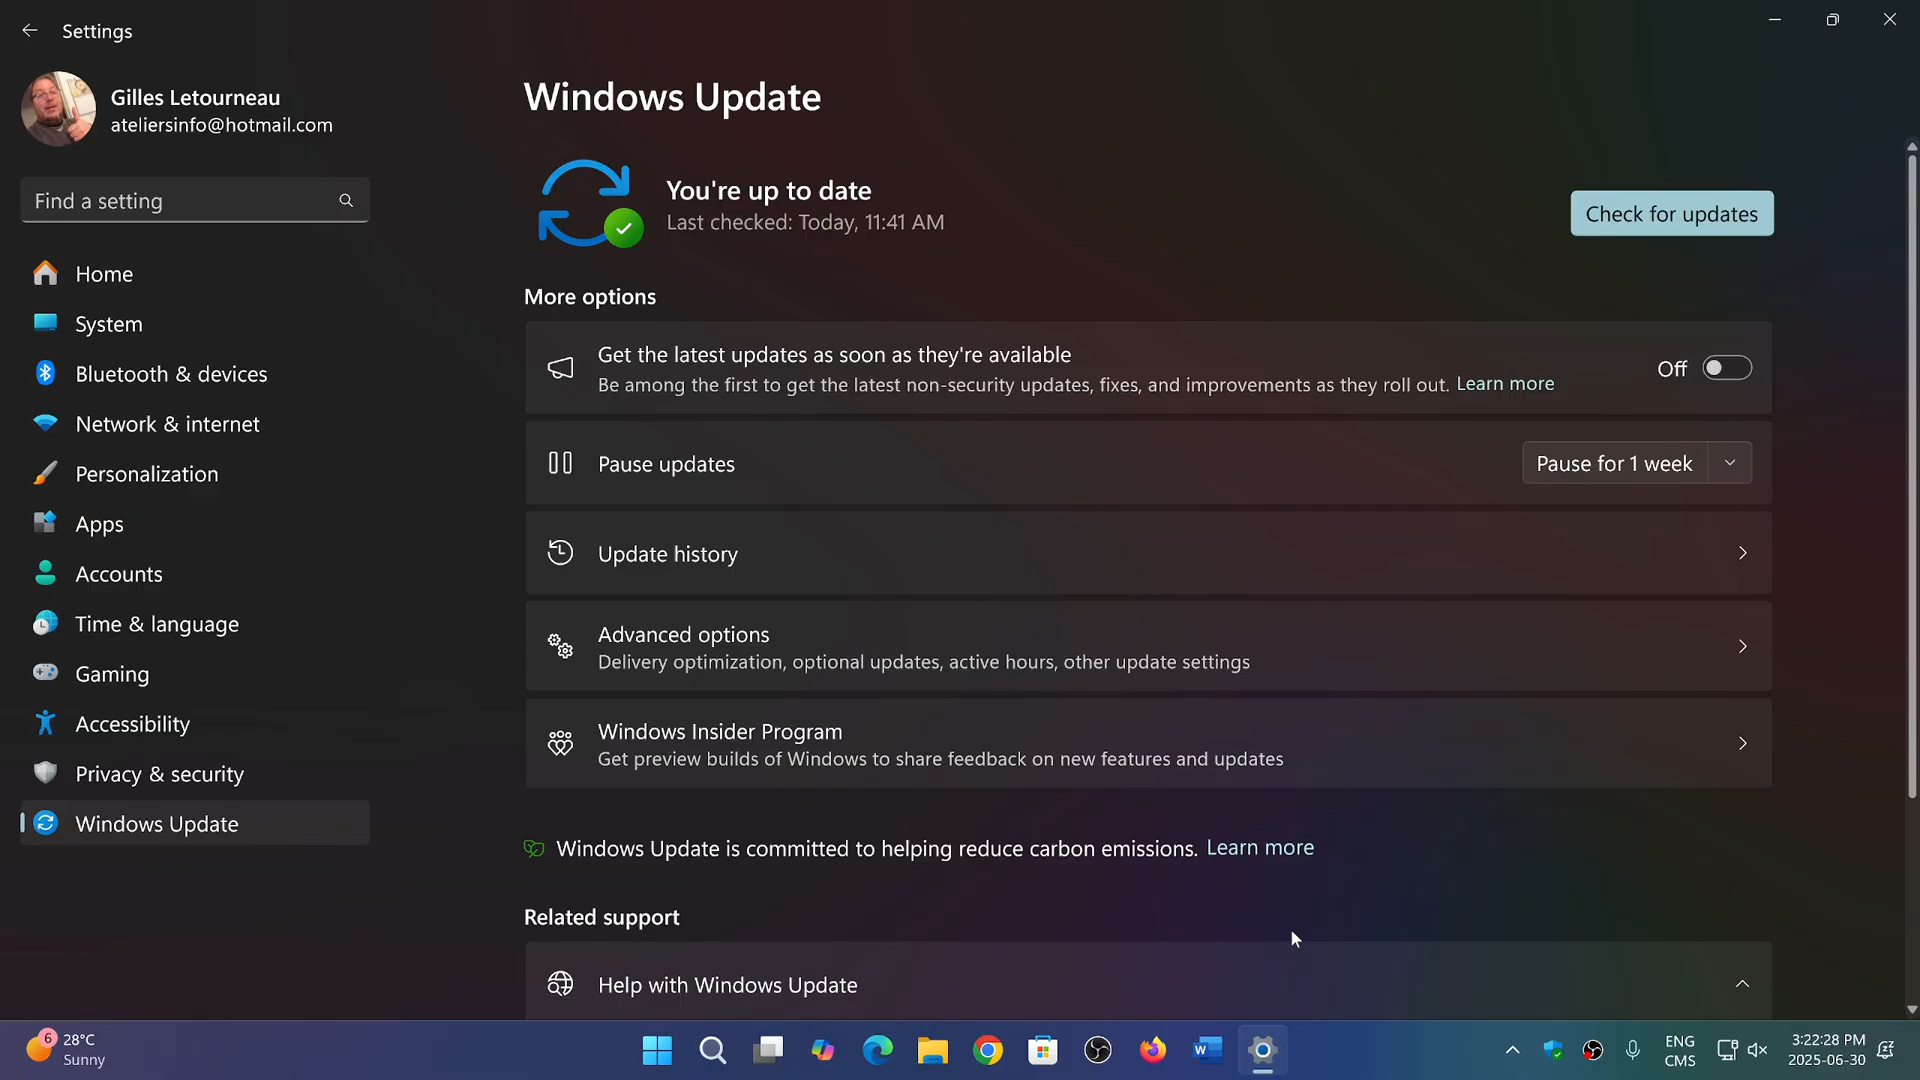 Settings
Gilles Letourneau
ateliersinfo@hotmail.com
Find a setting
Home
System
Bluetooth & devices
Network & internet
Personalization
Apps
Accounts
Time & language
Gaming
Accessibility
Privacy & security
Windows Update
Windows Update
You're up to date
Last checked: Today, 11:41 AM
Check for updates
More options
Get the latest updates as soon as they're available
Be among the first to get the latest non-security updates, fixes, and improvements as they roll out. Learn more
Off
Pause updates
Pause for 1 week
Update history
Advanced options
Delivery optimization, optional updates, active hours, other update settings
Windows Insider Program
Get preview builds of Windows to share feedback on new features and updates
Windows Update is committed to helping reduce carbon emissions. Learn more
Related support
Help with Windows Update
6
28°C
Sunny
W
ENG
CMS
3:22:28 PM
2025-06-30